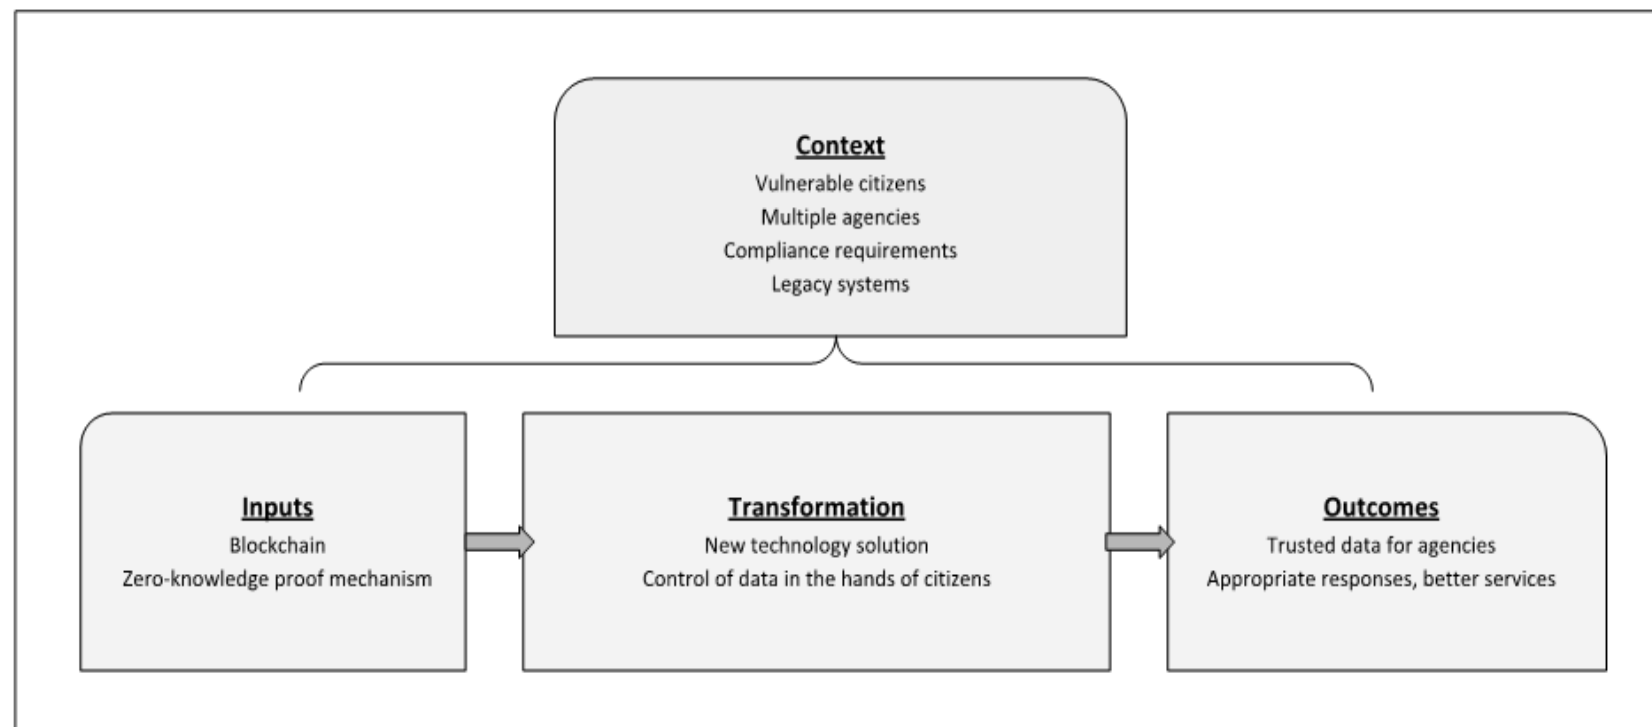 Context
Vulnerable citizens
Multiple agencies
Compliance requirements
Legacy systems
Inputs
Blockchain
Zero-knowledge proof mechanism
Transformation
New technology solution
Control of data in the hands of citizens
Outcomes
Trusted data for agencies
Appropriate responses, better services